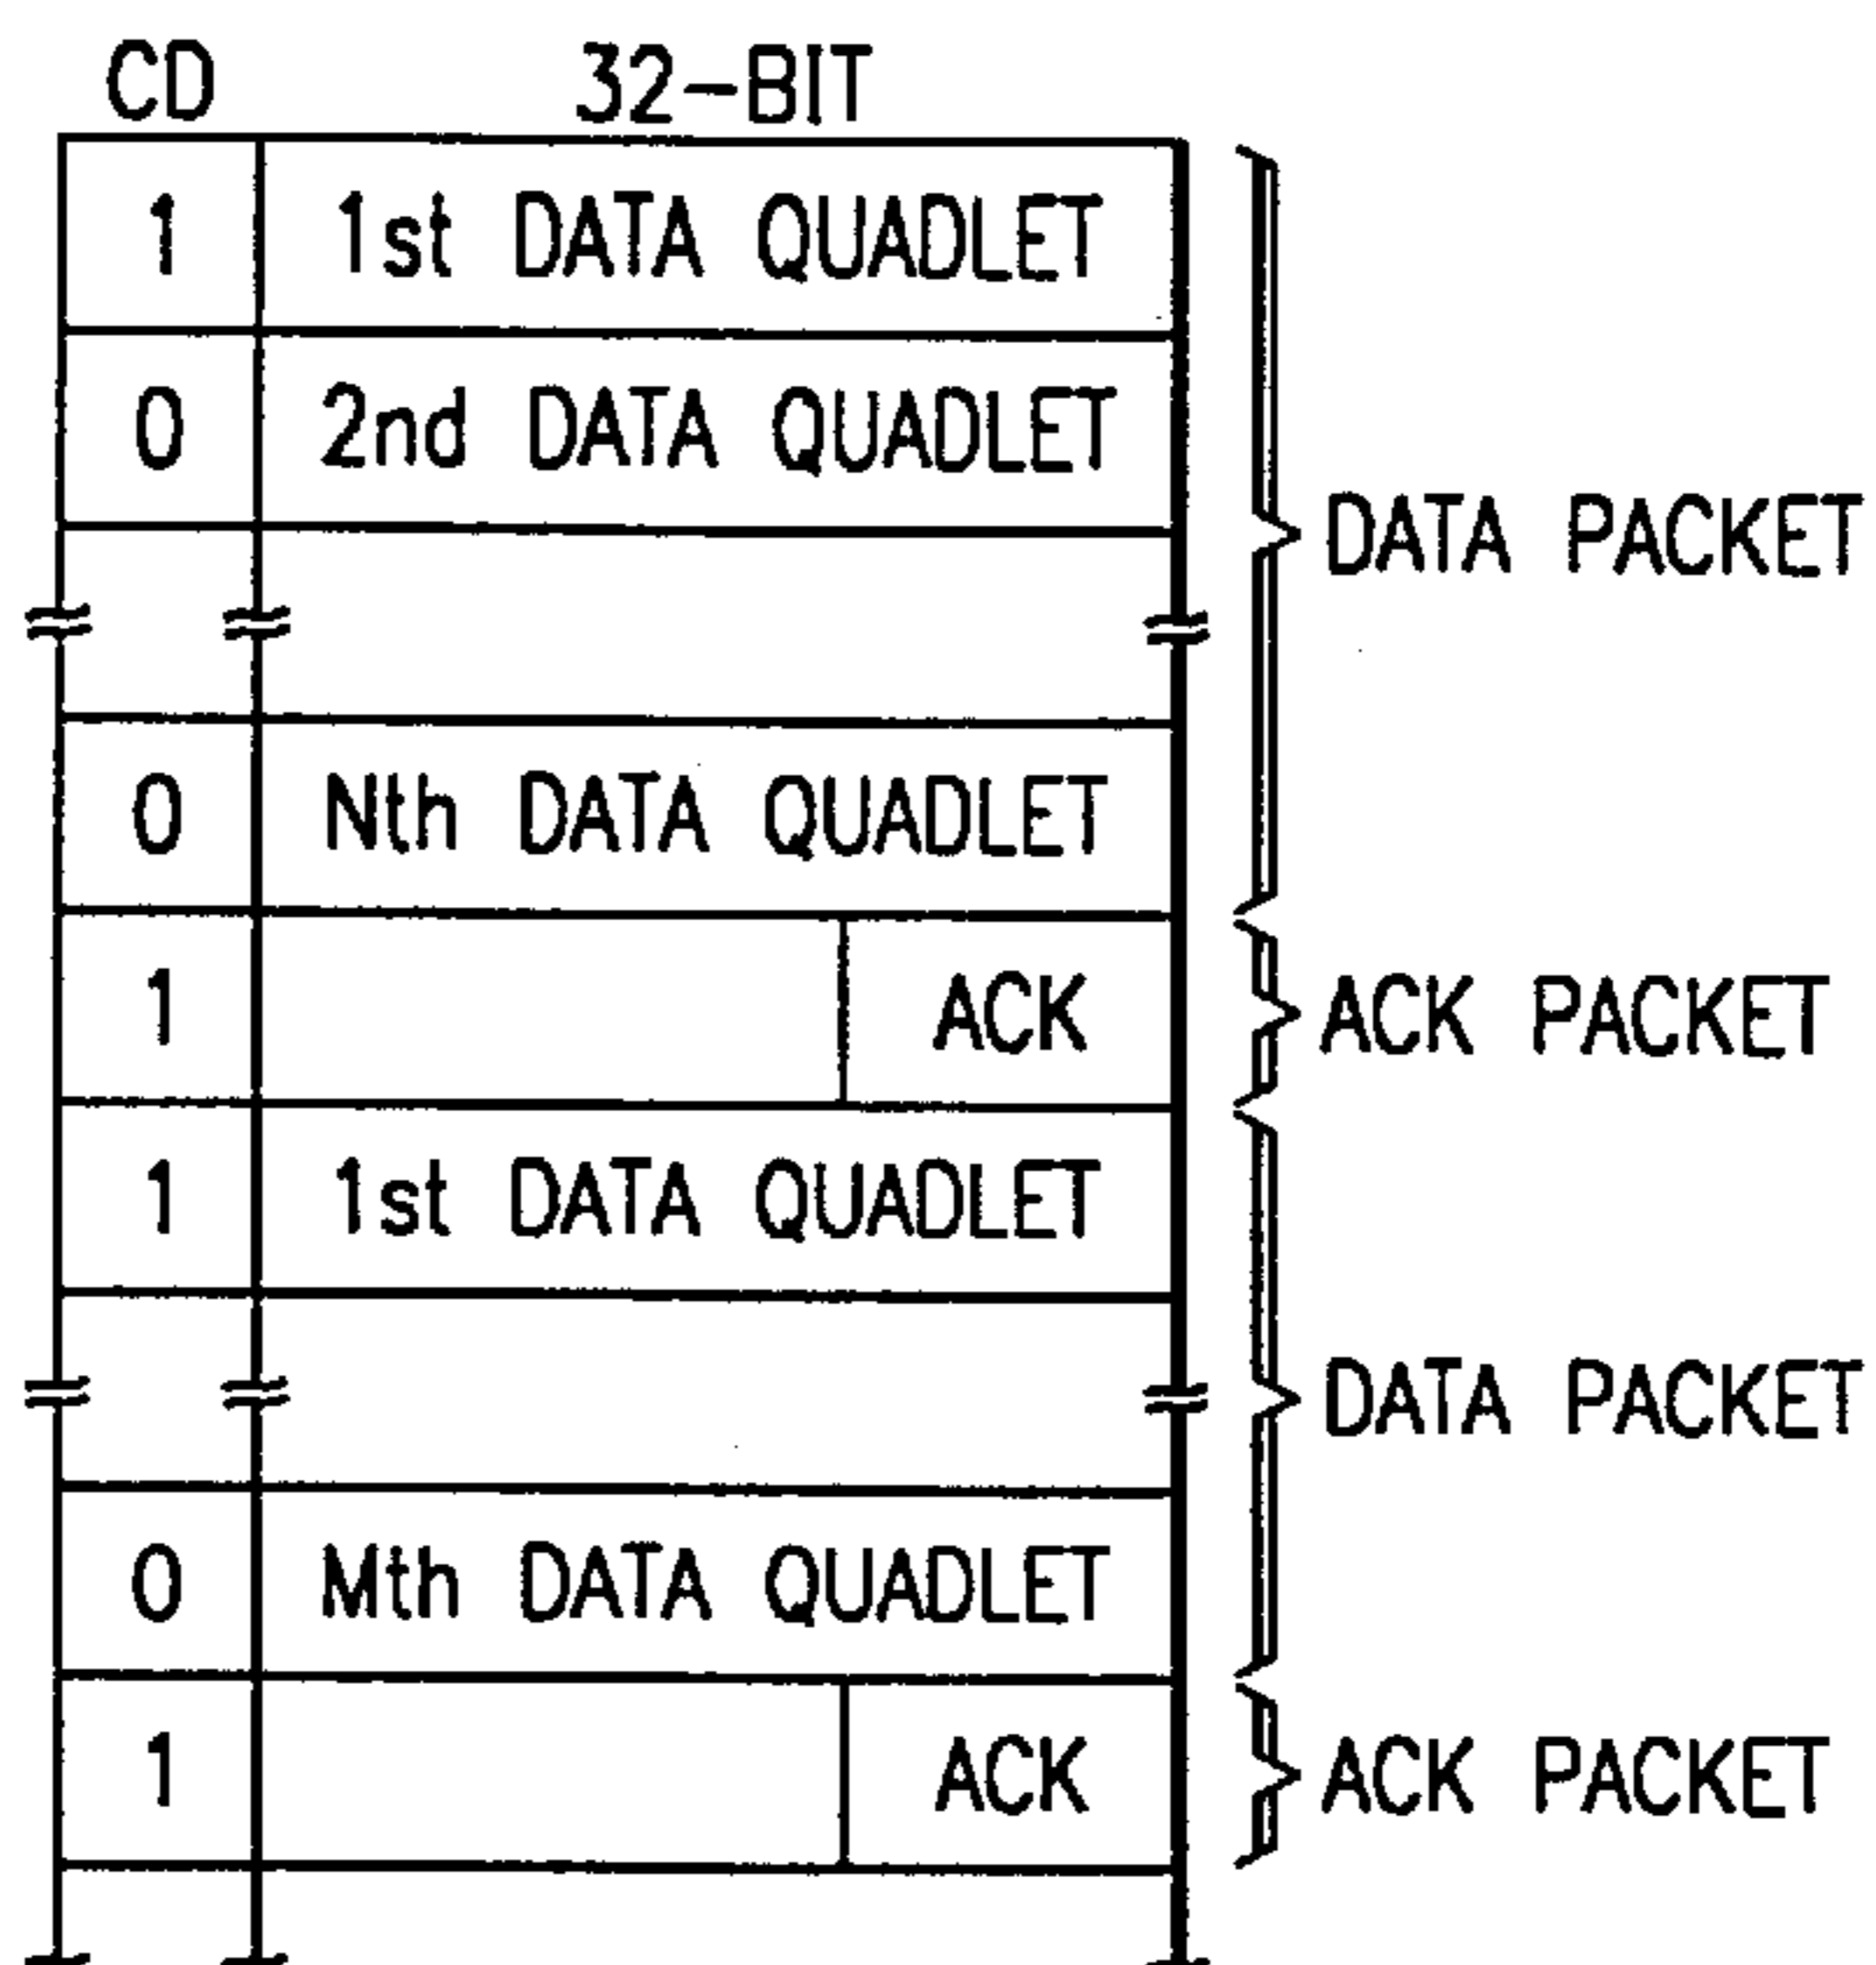 CD 32-BIT
1 1st DATA QUADLET
0 2nd DATA QUADLET
DATA PACKET
0 Nth DATA QUADLET
1 ACK ACK PACKET
1 1st DATA QUADLET
DATA PACKET
0 Mth DATA QUADLET
1 ACK ACK PACKET